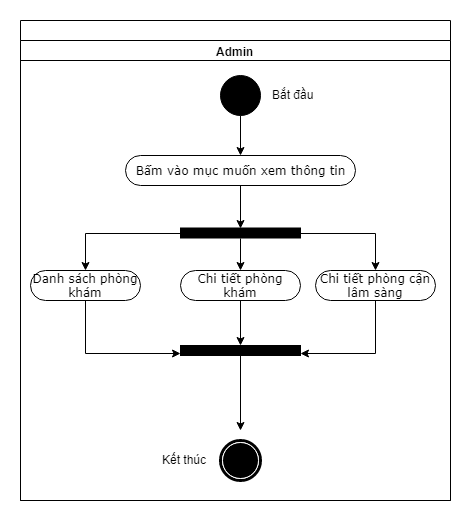 Admin
Bắt đầu
Bấm vào mục muốn xem thông tin
Danh sách phòng
khám
Chi tiết phòng
khám
Chi tiết phòng cận
lâm sàng
Kết thúc